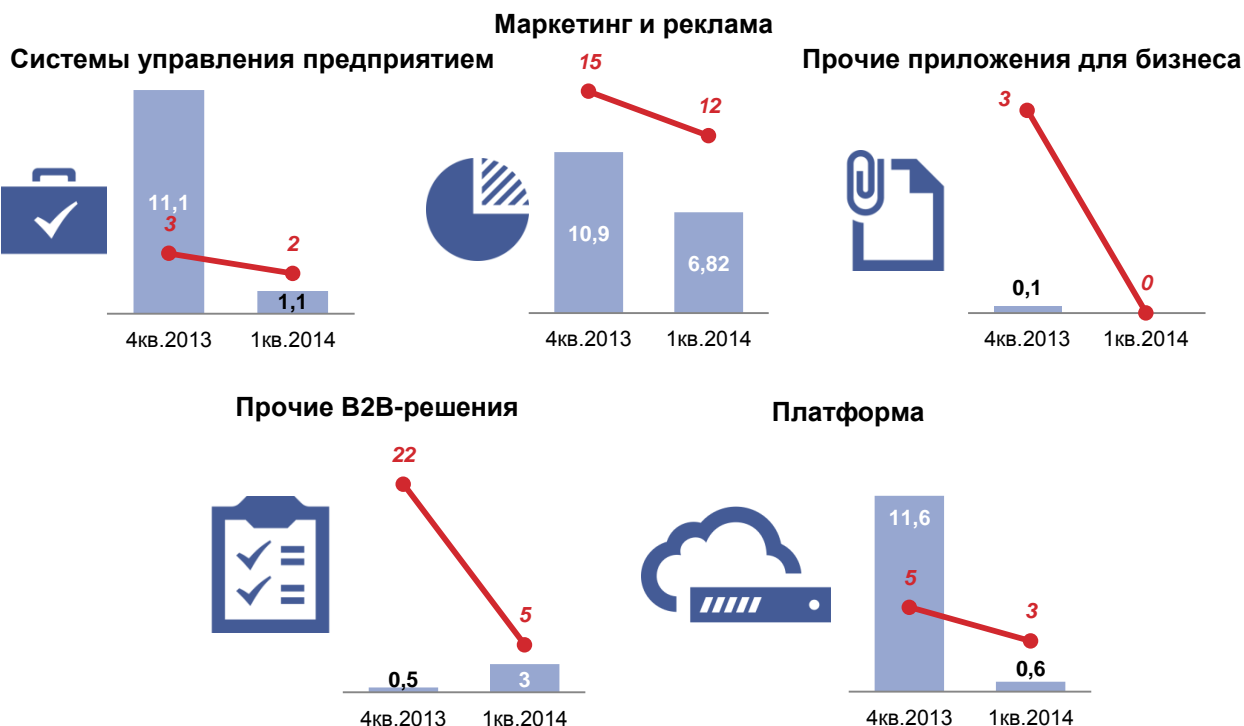 Маркетинг и реклама
Системы управления предприятием
Прочие приложения для бизнеса
11,1
3
2
1,1
4кв.2013 1кв.2014
15
12
10,9
6,82
4кв.2013 1кв.2014
3
0,1
0
4кв.2013 1кв.2014
Прочие B2B-решения
22
5
0,5
3
4кв.2013 1кв.2014
Платформа
11,6
5
3
0,6
4кв.2013 1кв.2014